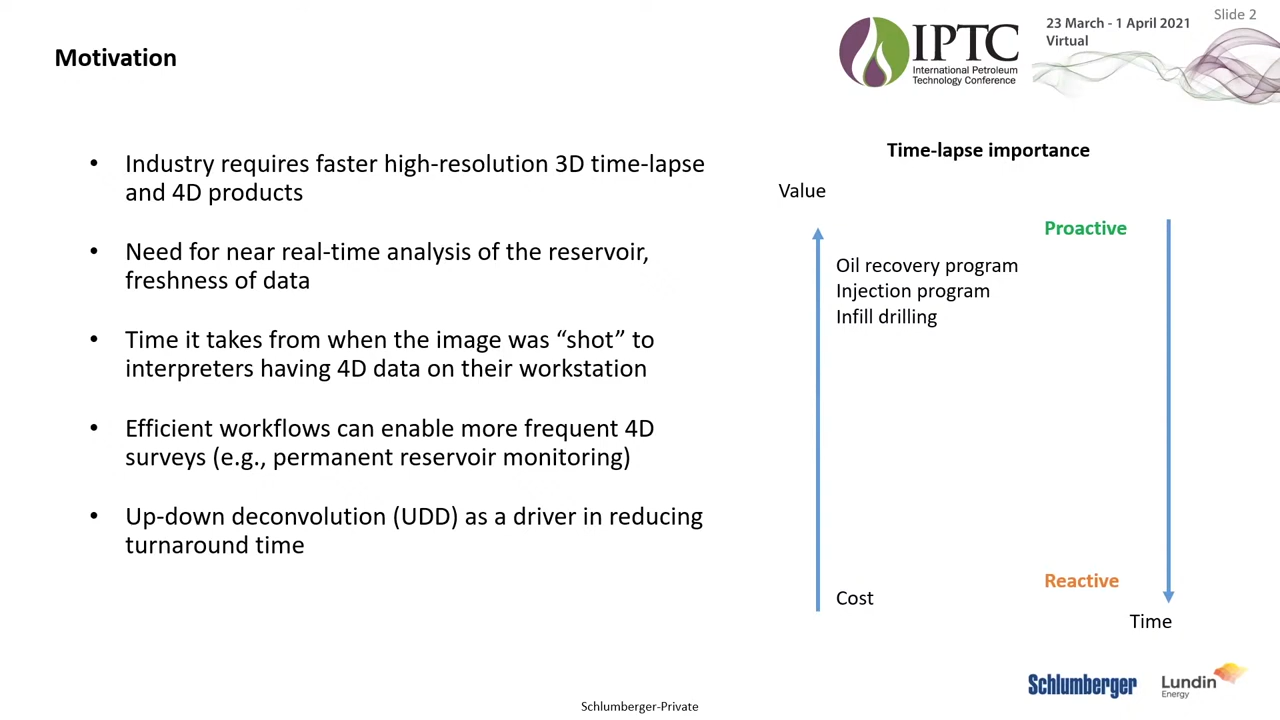 Slide 2
Motivation
IPTC
International Petroleum
Technology Conference
23 March - 1 April 2021
Virtual
• Industry requires faster high-resolution 3D time-lapse
and 4D products
• Need for near real-time analysis of the reservoir,
freshness of data
• Time it takes from when the image was “shot” to
interpreters having 4D data on their workstation
• Efficient workflows can enable more frequent 4D
surveys (e.g., permanent reservoir monitoring)
• Up-down deconvolution (UDD) as a driver in reducing
turnaround time
Time-lapse importance
Value
Proactive
Oil recovery program
Injection program
Infill drilling
Reactive
Cost
Time
Schlumberger
Lundin
Energy
Schlumberger-Private